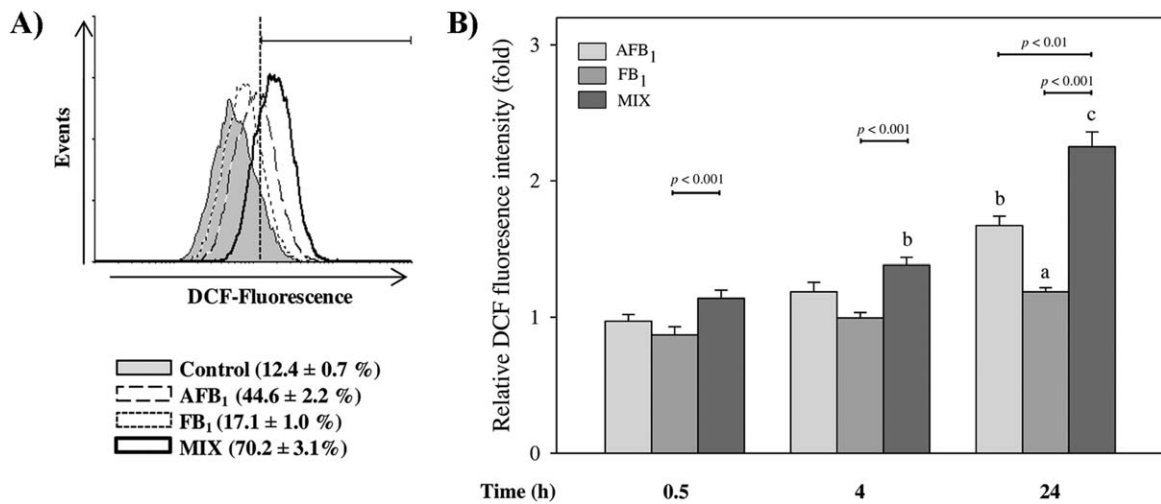 A)
Events
DCF-Fluorescence
Control (12.4 ± 0.7 %)
AFB₁ (44.6 ± 2.2 %)
FB₁ (17.1 ± 1.0 %)
MIX (70.2 ± 3.1%)
B)
Relative DCF fluoresence intensity (fold)
3
2
1
0
AFB₁
FB₁
MIX
p < 0.001
p < 0.001
b
p < 0.01
p < 0.001
b
a
c
Time (h) 0.5 4 24